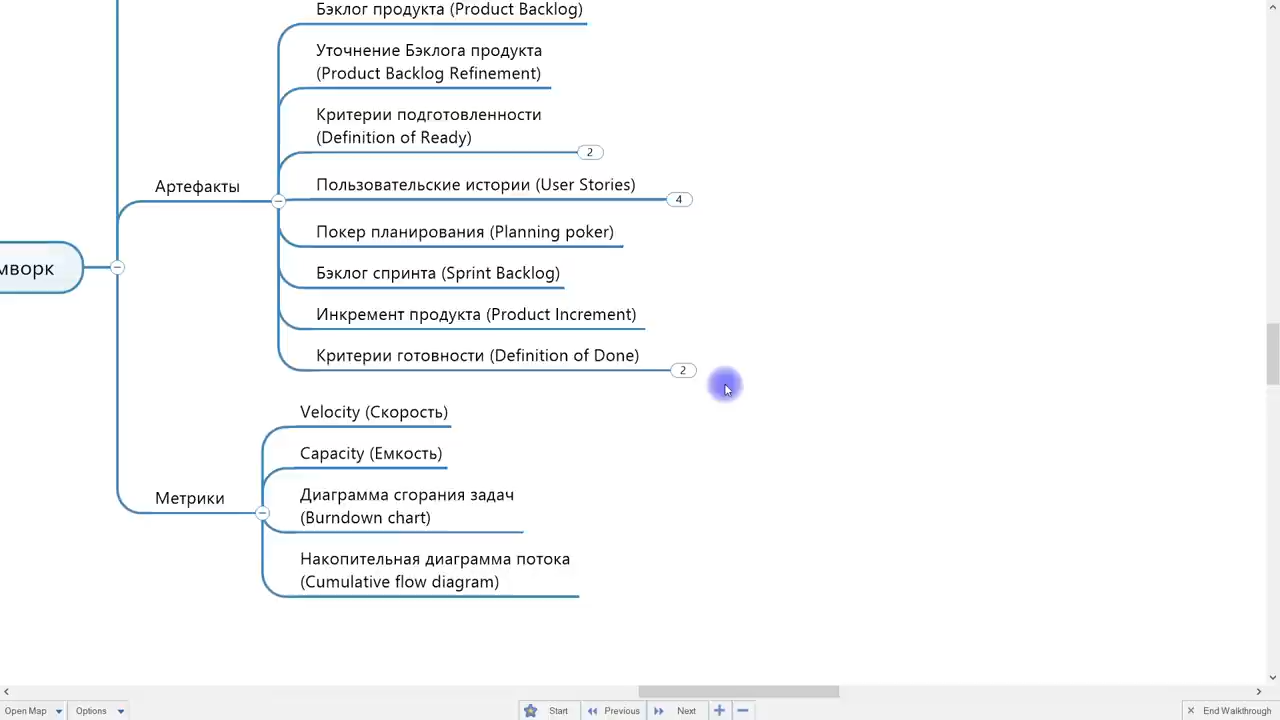 Бэклог продукта (Product Backlog)
Уточнение Бэклога продукта
(Product Backlog Refinement)
Критерии подготовленности
(Definition of Ready)
2
Артефакты
Пользовательские истории (User Stories)
4
Покер планирования (Planning poker)
мворк
Бэклог спринта (Sprint Backlog)
Инкремент продукта (Product Increment)
Критерии готовности (Definition of Done)
2
Velocity (Скорость)
Capacity (Емкость)
Метрики
Диаграмма сгорания задач
(Burndown chart)
Накопительная диаграмма потока
(Cumulative flow diagram)
Open Map Options Start Previous Next End Walkthrough